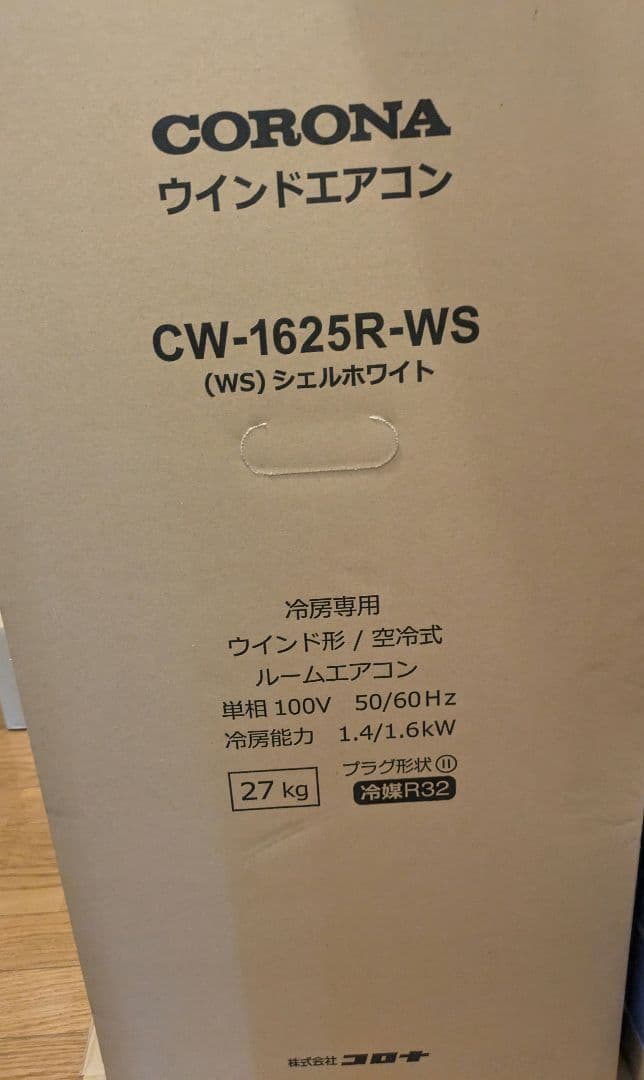 CORONA
ウインドエアコン
CW-1625R-WS
(WS) シェルホワイト
冷房専用
ウインド形 / 空冷式
ルームエアコン
単相 100V 50/60Hz
冷房能力 1.4/1.6kW
プラグ形状 ⑪
27 kg
冷媒R32
株式会社 コロナ